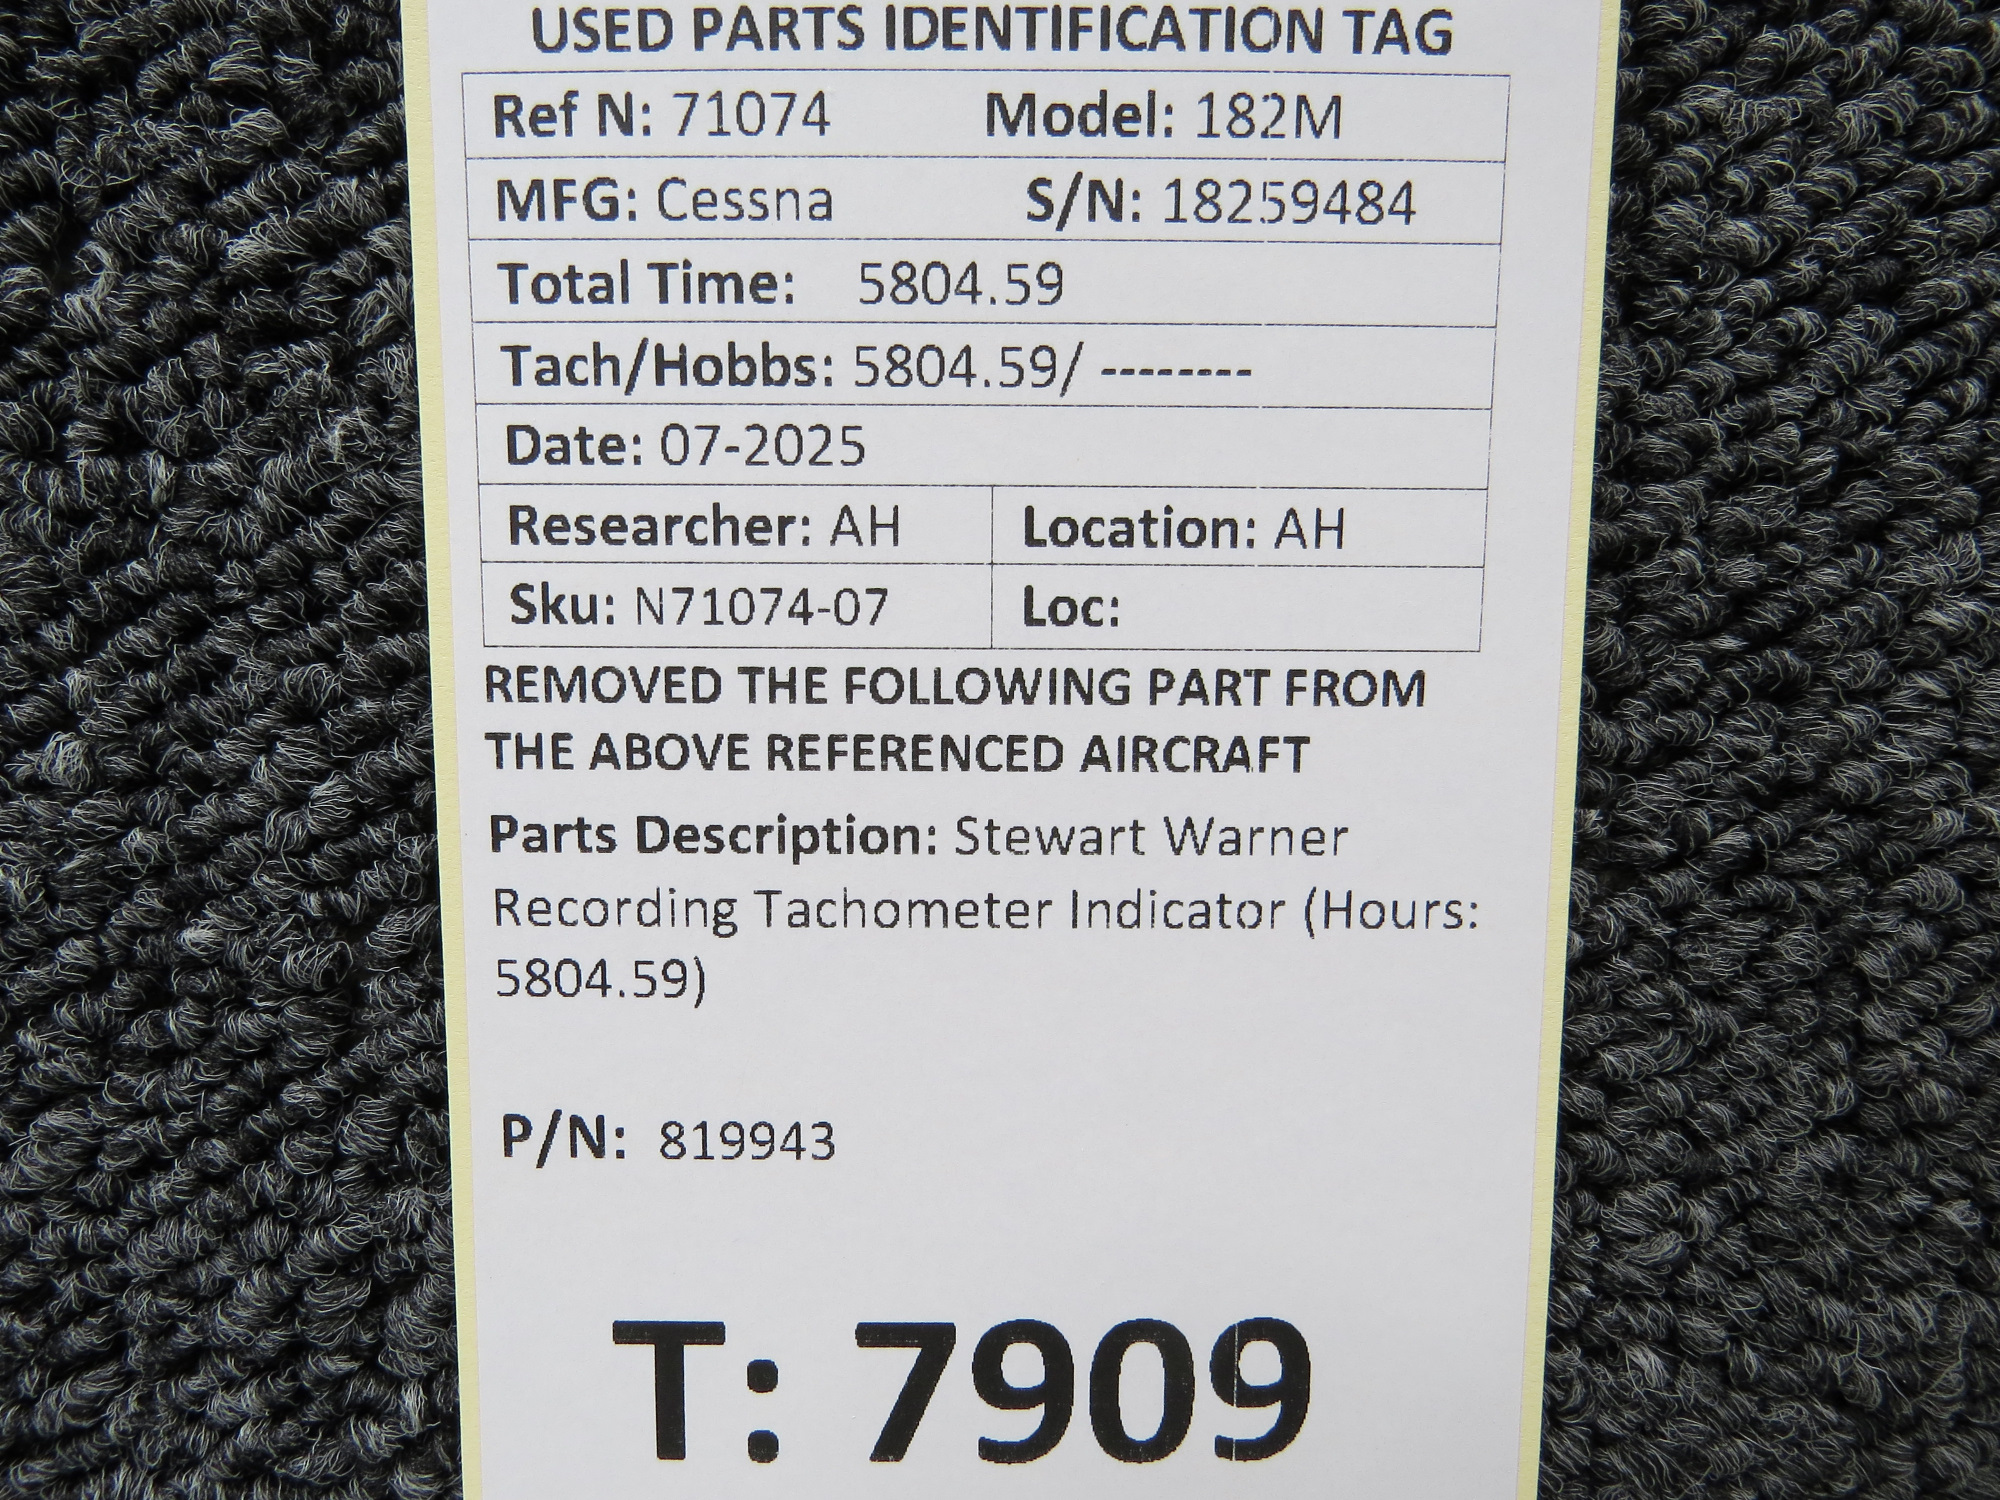 USED PARTS IDENTIFICATION TAG
Ref N: 71074 Model: 182M
MFG: Cessna S/N: 18259484
Total Time: 5804.59
Tach/Hobbs: 5804.59/ --------
Date: 07-2025
Researcher: AH Location: AH
Sku: N71074-07 Loc:
REMOVED THE FOLLOWING PART FROM
THE ABOVE REFERENCED AIRCRAFT
Parts Description: Stewart Warner
Recording Tachometer Indicator (Hours:
5804.59)
P/N: 819943
T: 7909